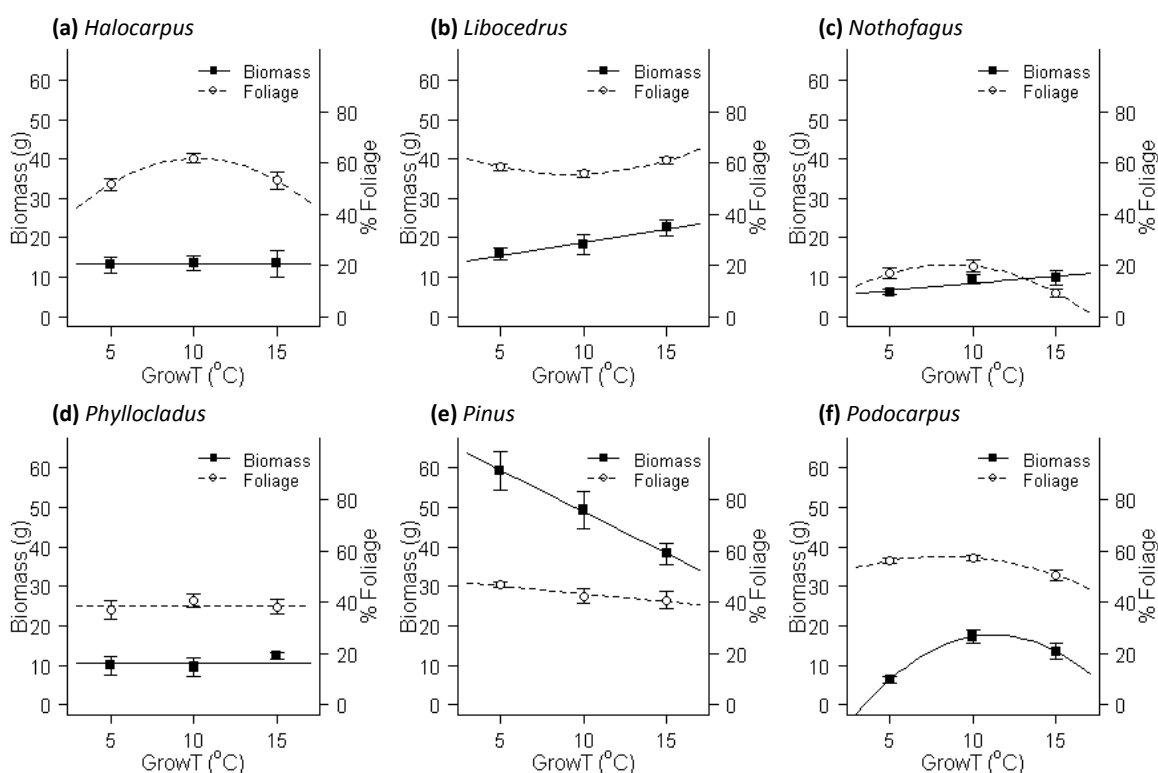 (a) Halocarpus
Biomass
Foliage
Biomass (g)
60
50
40
30
20
10
0
80
60
40
20
0
% Foliage
5 10 15
GrowT (°C)
(b) Libocedrus
Biomass
Foliage
Biomass (g)
60
50
40
30
20
10
0
80
60
40
20
0
% Foliage
5 10 15
GrowT (°C)
(c) Nothofagus
Biomass
Foliage
Biomass (g)
60
50
40
30
20
10
0
80
60
40
20
0
% Foliage
5 10 15
GrowT (°C)
(d) Phyllocladus
Biomass
Foliage
Biomass (g)
60
50
40
30
20
10
0
80
60
40
20
0
% Foliage
5 10 15
GrowT (°C)
(e) Pinus
Biomass
Foliage
Biomass (g)
60
50
40
30
20
10
0
80
60
40
20
0
% Foliage
5 10 15
GrowT (°C)
(f) Podocarpus
Biomass
Foliage
Biomass (g)
60
50
40
30
20
10
0
80
60
40
20
0
% Foliage
5 10 15
GrowT (°C)